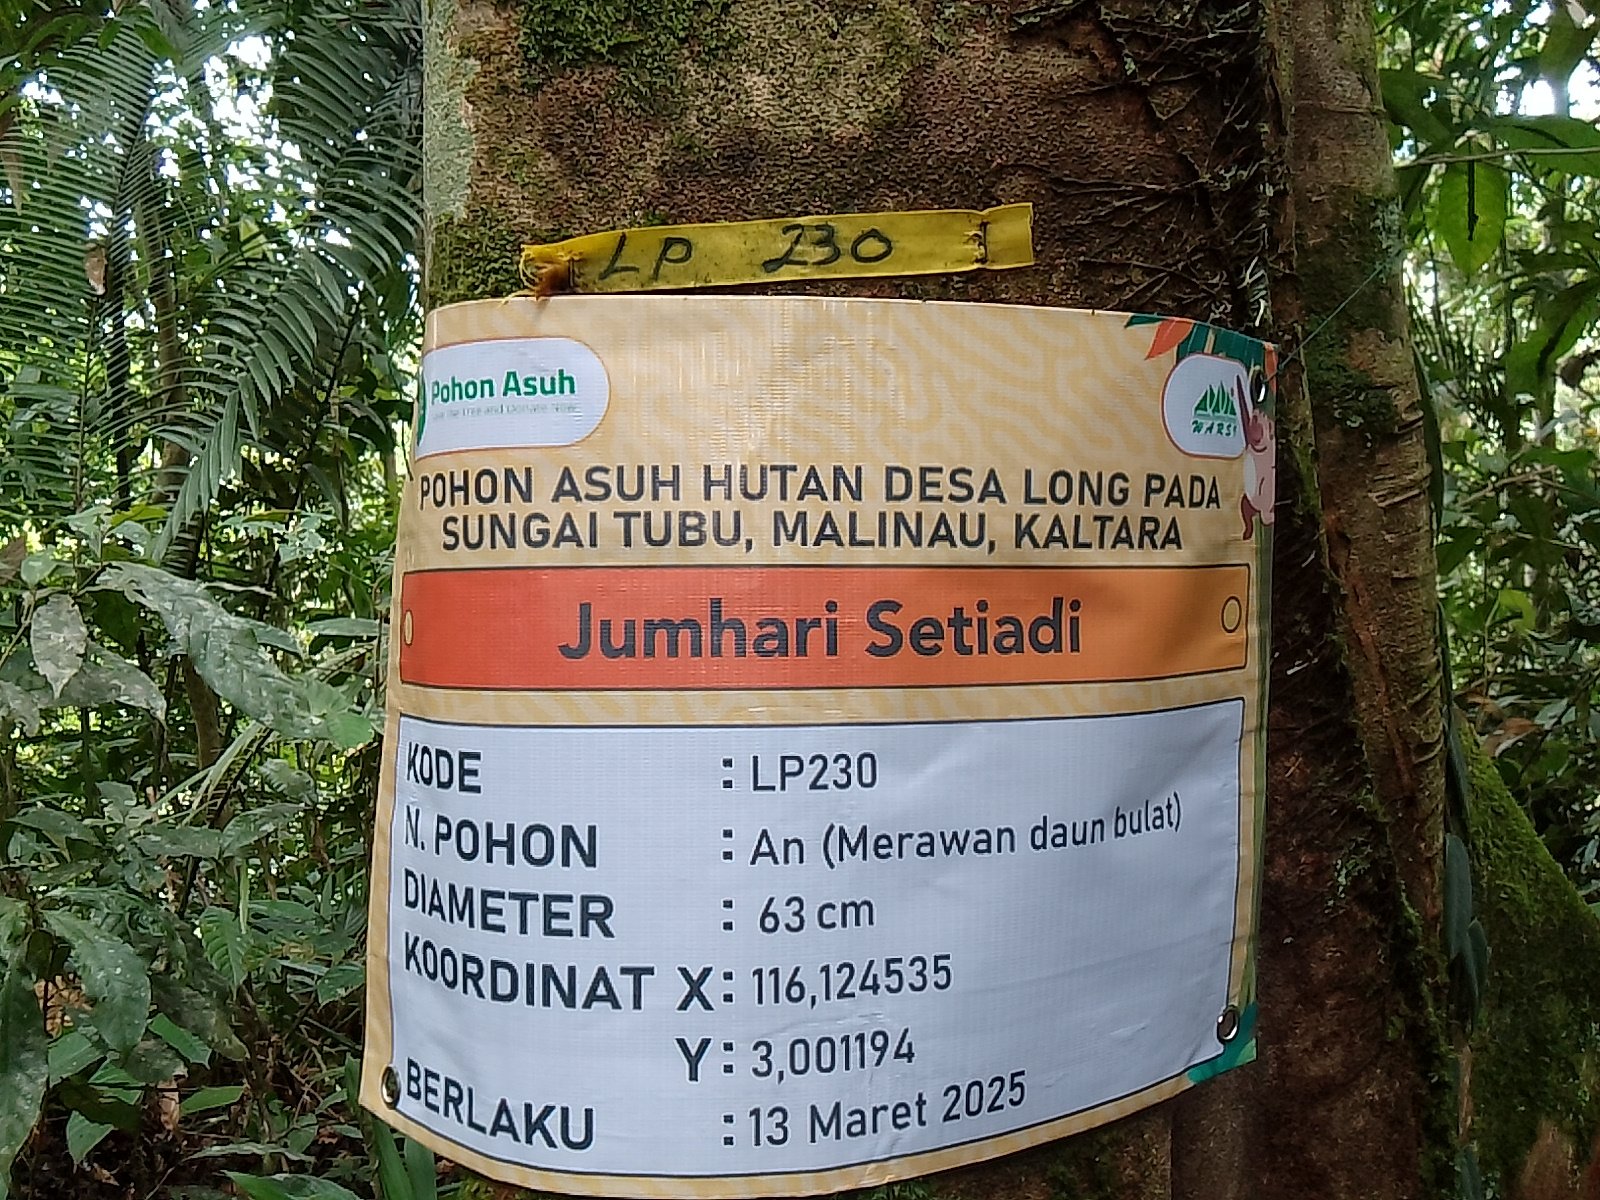 LP 230
Pohon Asuh
WARSI
POHON ASUH HUTAN DESA LONG PADA
SUNGAI TUBU, MALINAU, KALTARA
Jumhari Setiadi
KODE : LP230
N. POHON : An (Merawan daun bulat)
DIAMETER : 63 cm
KOORDINAT X : 116,124535
Y : 3,001194
BERLAKU : 13 Maret 2025